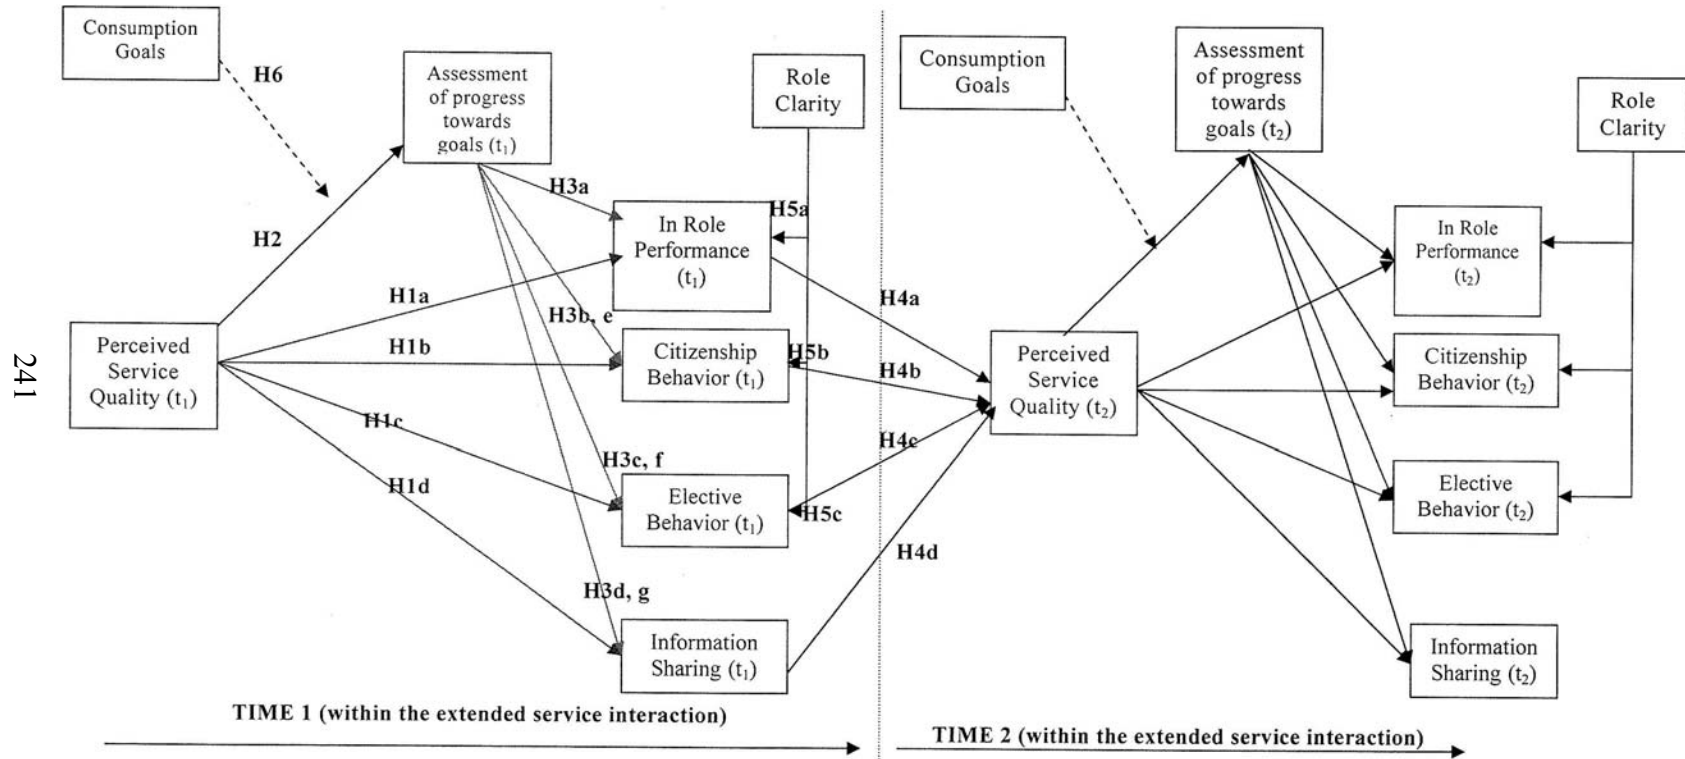 Consumption
Goals
H6
Assessment
of progress
towards
goals (t₁)
Role
Clarity
H3a
H5a
In Role
Performance
(t₁)
H2
H1a
H3b, e
H1b
Perceived
Service
Quality (t₁)
Citizenship
Behavior (t₁)
H5b
H1c
H3c, f
H1d
Elective
Behavior (t₁)
H5c
H3d, g
Information
Sharing (t₁)
H4a
H4b
H4c
H4d
TIME 1 (within the extended service interaction)
Consumption
Goals
Assessment
of progress
towards
goals (t₂)
Role
Clarity
In Role
Performance
(t₂)
Perceived
Service
Quality (t₂)
Citizenship
Behavior (t₂)
Elective
Behavior (t₂)
Information
Sharing (t₂)
TIME 2 (within the extended service interaction)
241